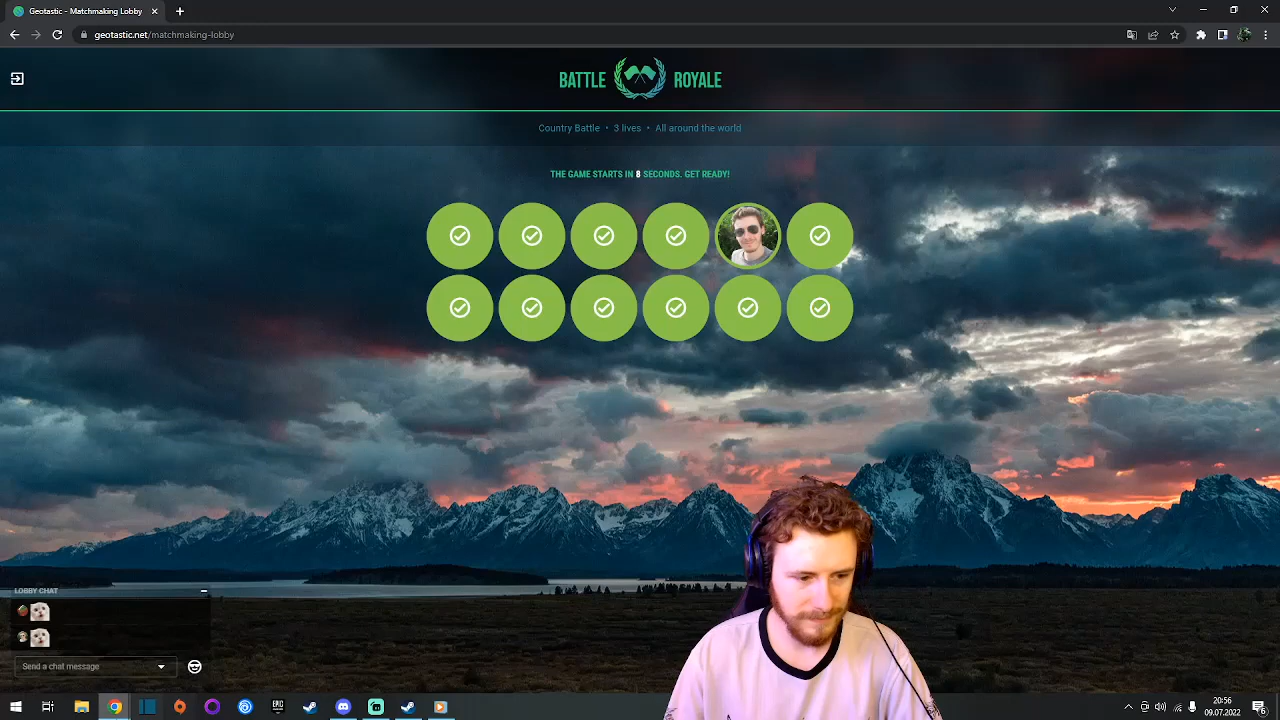 Geotastic - Matchmaking Lobby
geotastic.net/matchmaking-lobby
BATTLE ROYALE
Country Battle • 3 lives • All around the world
THE GAME STARTS IN 8 SECONDS. GET READY!
LOBBY CHAT
Send a chat message
EPIC
20:56
09.07.2022